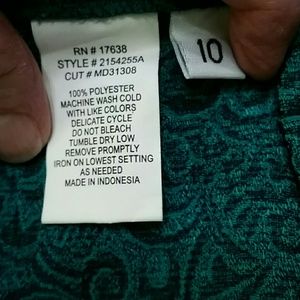 RN # 17638
STYLE # 2154255A
CUT # MD31308
100% POLYESTER
MACHINE WASH COLD
WITH LIKE COLORS
DELICATE CYCLE
DO NOT BLEACH
TUMBLE DRY LOW
REMOVE PROMPTLY
IRON ON LOWEST SETTING
AS NEEDED
MADE IN INDONESIA
10